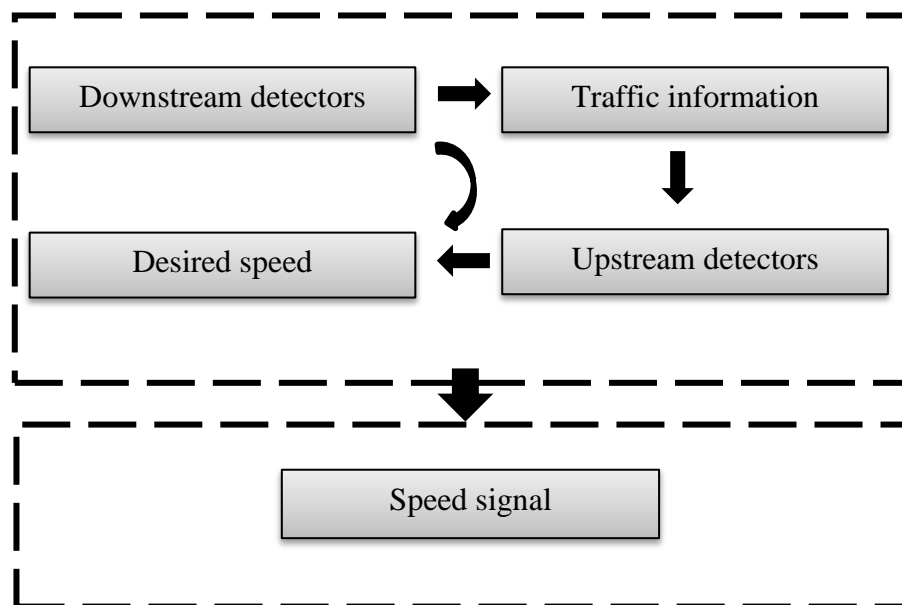 Downstream detectors
Traffic information
Desired speed
Upstream detectors
Speed signal